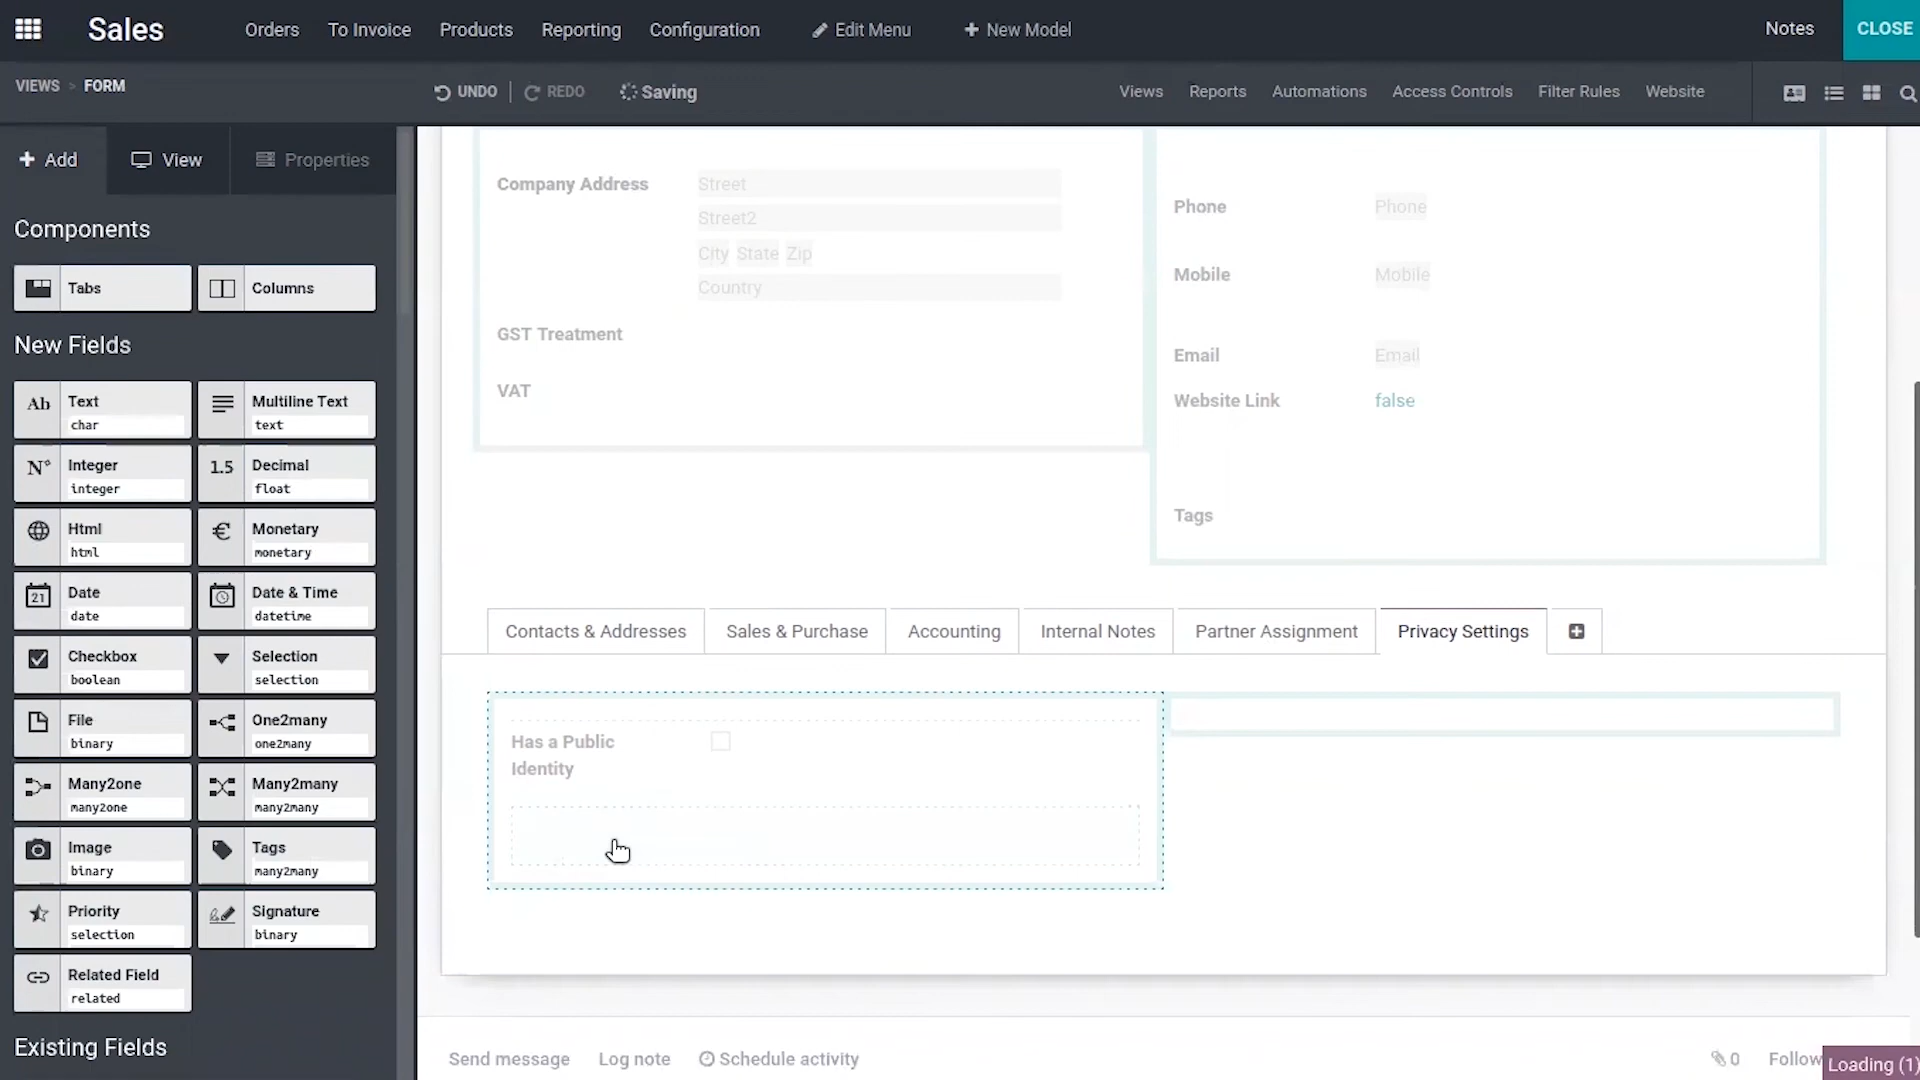 Sales
Orders
To Invoice
Products
Reporting
Configuration
Edit Menu
New Model
Notes
CLOSE
VIEWS > FORM
UNDO
REDO
Saving
Views
Reports
Automations
Access Controls
Filter Rules
Website
Add
View
Properties
Components
Tabs
Columns
New Fields
Ab
Text
char
Multiline Text
text
N°
Integer
integer
1.5
Decimal
float
Html
html
€
Monetary
monetary
21
Date
date
Date & Time
datetime
Checkbox
boolean
Selection
selection
File
binary
One2many
one2many
Many2one
many2one
Many2many
many2many
Image
binary
Tags
many2many
Priority
selection
Signature
binary
Related Field
related
Existing Fields
Company Address
Street
Street2
City State Zip
Country
GST Treatment
VAT
Phone
Phone
Mobile
Mobile
Email
Email
Website Link
false
Tags
Contacts & Addresses
Sales & Purchase
Accounting
Internal Notes
Partner Assignment
Privacy Settings
Has a Public
Identity
Send message
Log note
Schedule activity
0
Follow
Loading (1)